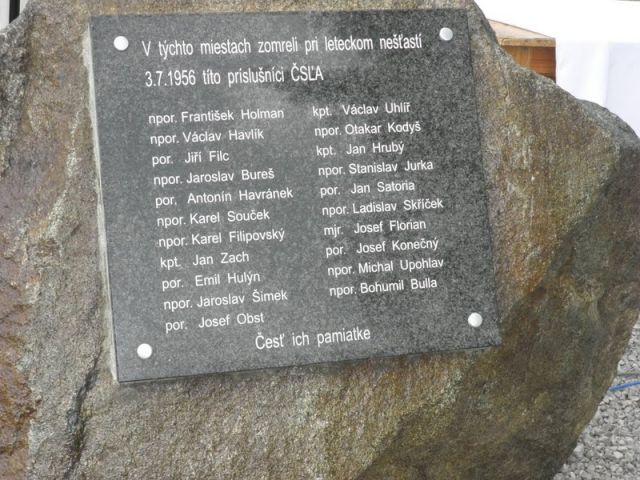 V týchto miestach zomreli pri leteckom nešťastí
3.7.1956 títo príslušníci ČSĽA
npor. František Holman
npor. Václav Havlík
por. Jiří Filc
npor. Jaroslav Bureš
por. Antonín Havránek
npor. Karel Souček
npor. Karel Filipovský
kpt. Jan Zach
por. Emil Hulýn
npor. Jaroslav Šimek
por. Josef Obst
kpt. Václav Uhlíř
npor. Otakar Kodyš
kpt. Jan Hrubý
npor. Stanislav Jurka
por. Jan Satoria
npor. Ladislav Skříček
mjr. Josef Florian
por. Josef Konečný
npor. Michal Upohlav
npor. Bohumil Bulla
Česť ich pamiatke